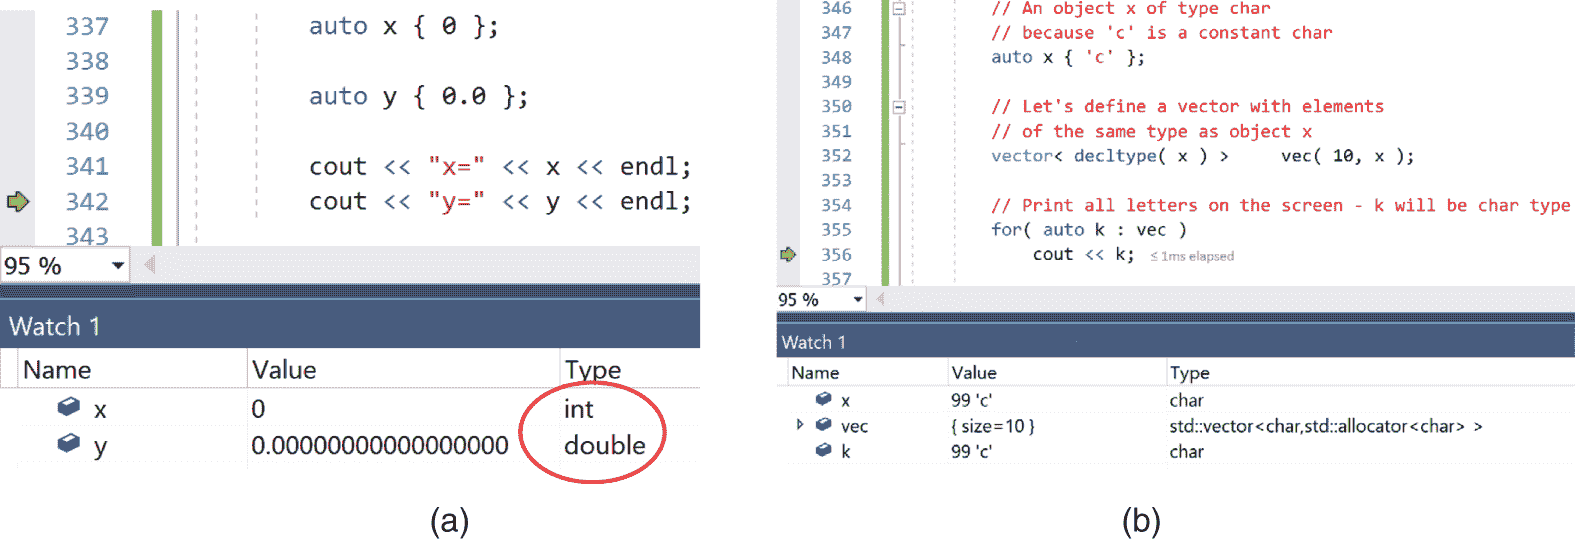 337 auto x { 0 };
338
339 auto y { 0.0 };
340
341 cout << "x=" << x << endl;
342 cout << "y=" << y << endl;
343
95 %
Watch 1
Name Value Type
x 0 int
y 0.00000000000000000 double
(a)
346 // An object x of type char
347 // because 'c' is a constant char
348 auto x { 'c' };
349
350 // Let's define a vector with elements
351 // of the same type as object x
352 vector< decltype( x ) > vec( 10, x );
353
354 // Print all letters on the screen - k will be char type
355 for( auto k : vec )
356 cout << k; ≤ 1ms elapsed
357
95 %
Watch 1
Name Value Type
x 99 'c' char
vec { size=10 } std::vector<char,std::allocator<char> >
k 99 'c' char
(b)